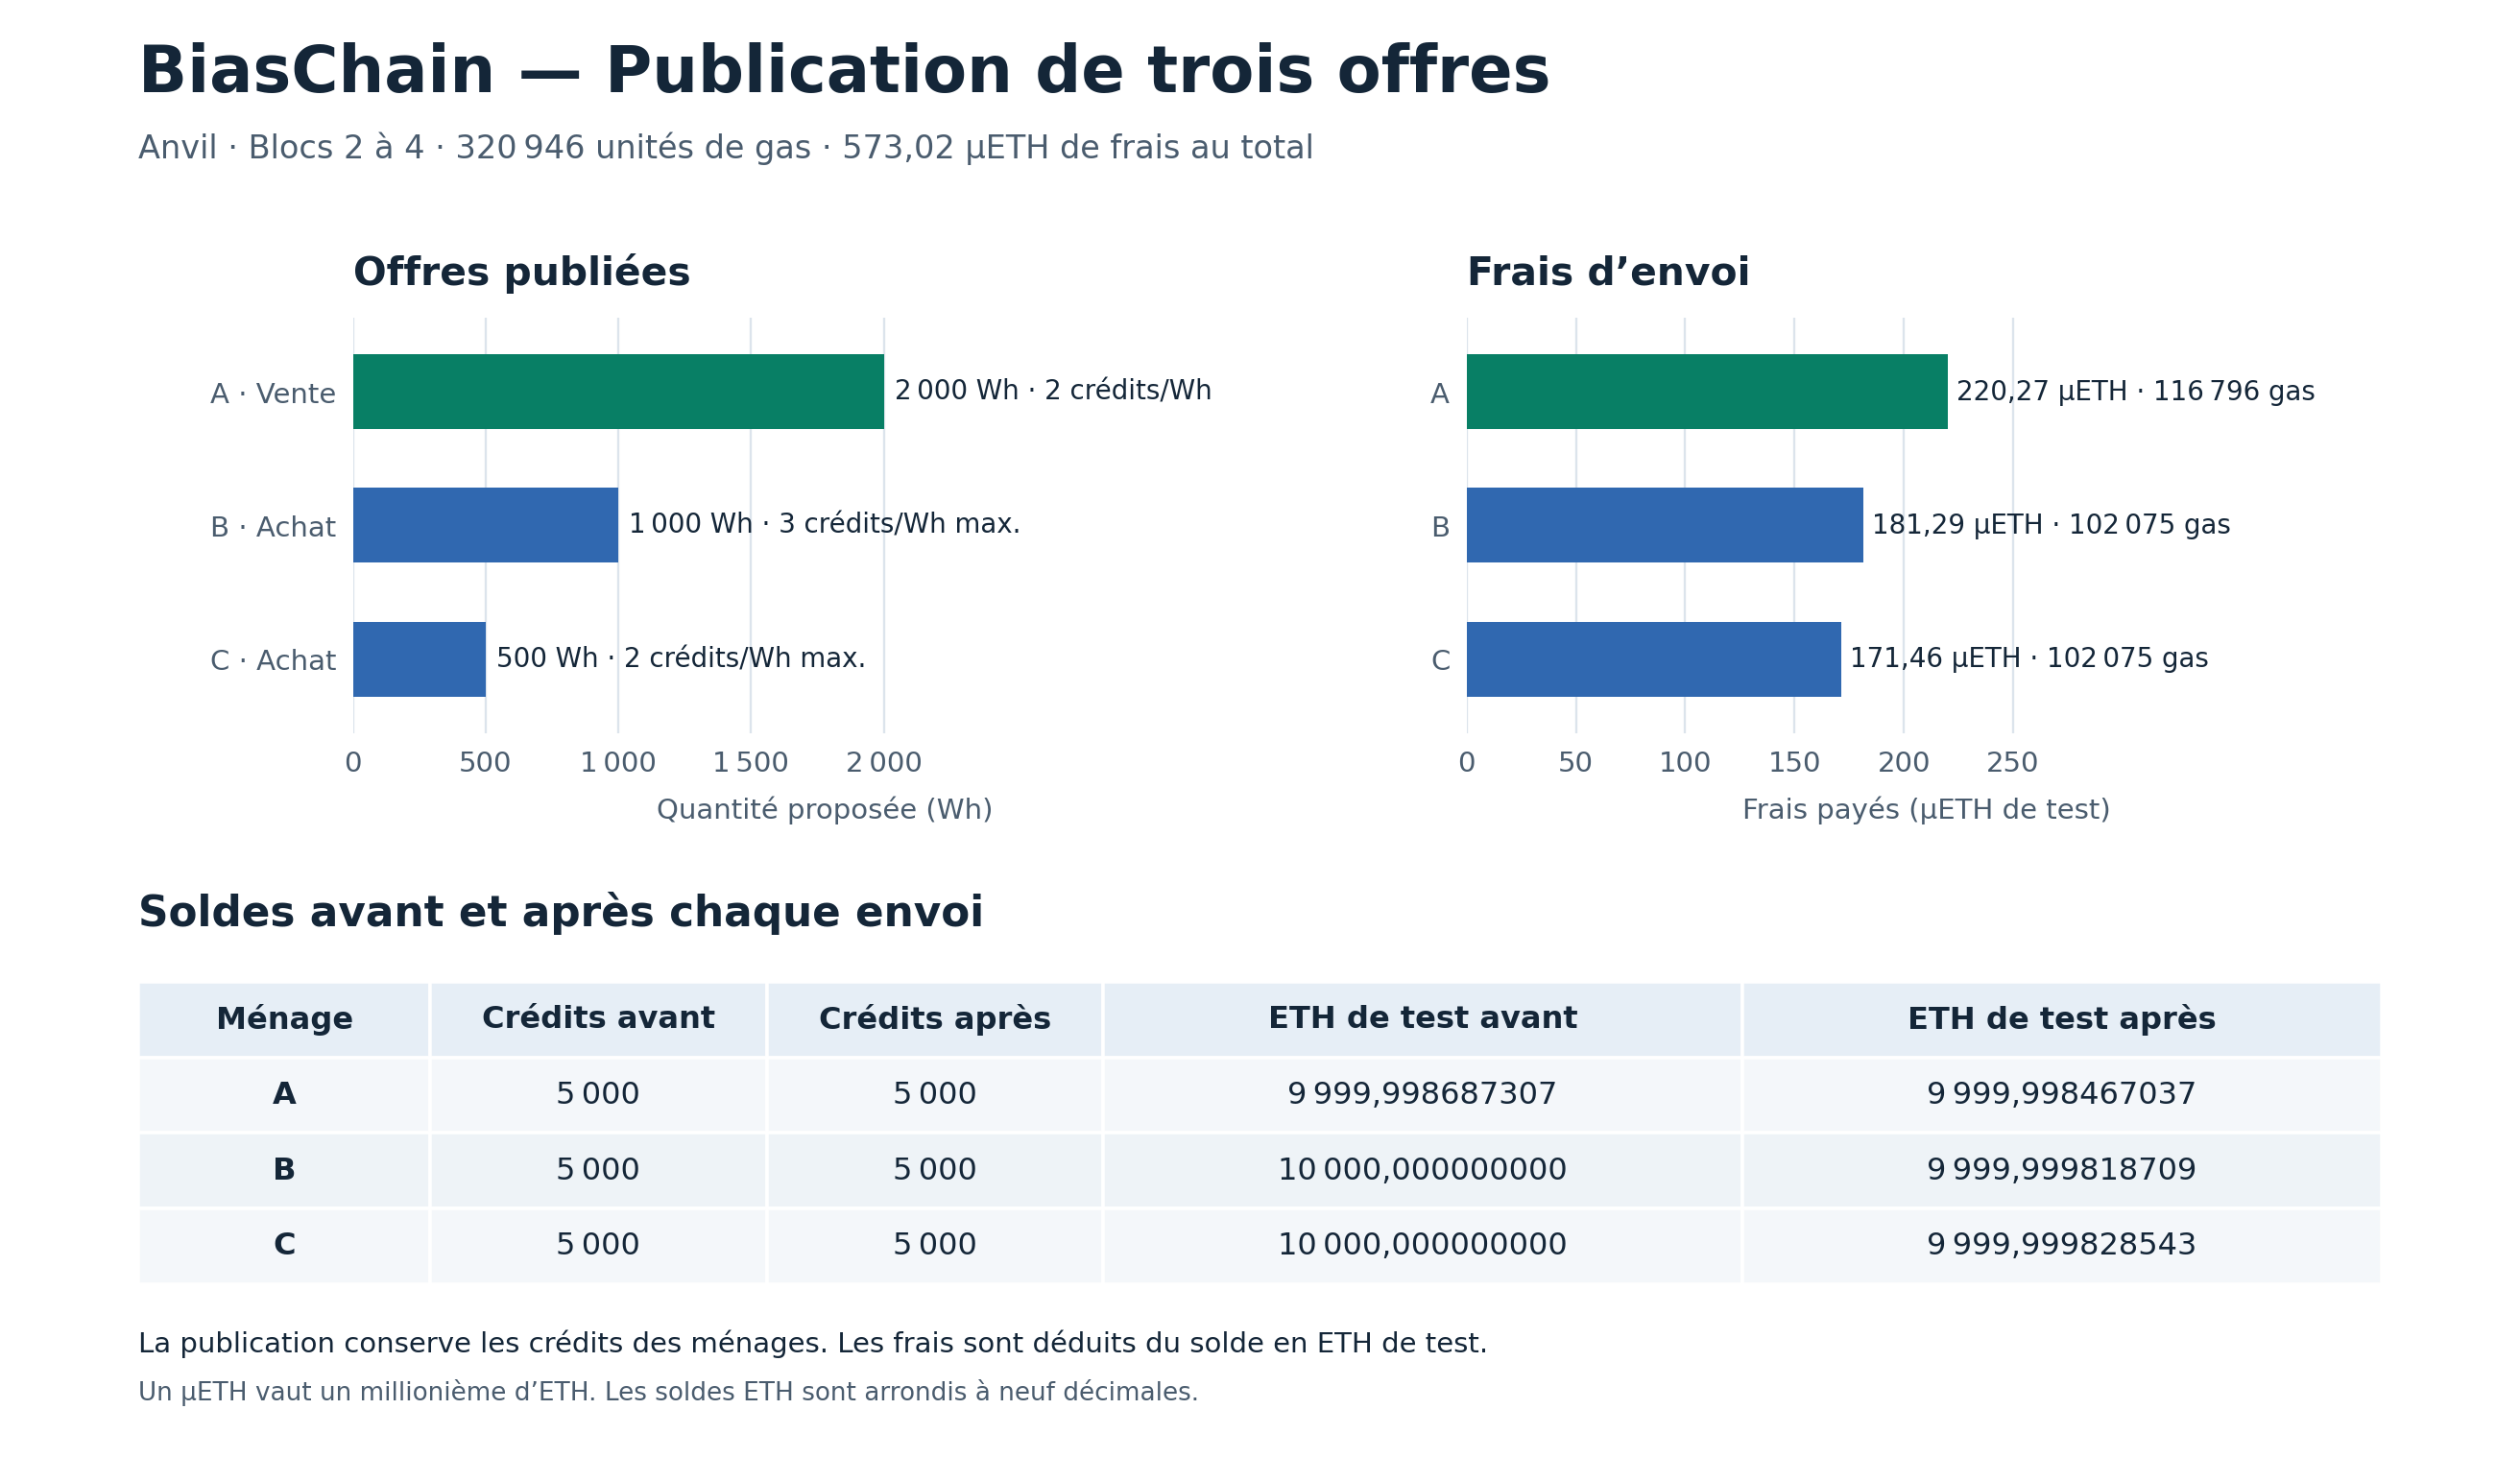 BiasChain — Publication de trois offres
Anvil · Blocs 2 à 4 · 320 946 unités de gas · 573,02 µETH de frais au total
Offres publiées
A · Vente
2 000 Wh · 2 crédits/Wh
B · Achat
1 000 Wh · 3 crédits/Wh max.
C · Achat
500 Wh · 2 crédits/Wh max.
0 500 1 000 1 500 2 000
Quantité proposée (Wh)
Frais d’envoi
A
220,27 µETH · 116 796 gas
B
181,29 µETH · 102 075 gas
C
171,46 µETH · 102 075 gas
0 50 100 150 200 250
Frais payés (µETH de test)
Soldes avant et après chaque envoi
Ménage Crédits avant Crédits après ETH de test avant ETH de test après
A 5 000 5 000 9 999,998687307 9 999,998467037
B 5 000 5 000 10 000,000000000 9 999,999818709
C 5 000 5 000 10 000,000000000 9 999,999828543
La publication conserve les crédits des ménages. Les frais sont déduits du solde en ETH de test.
Un µETH vaut un millionième d’ETH. Les soldes ETH sont arrondis à neuf décimales.